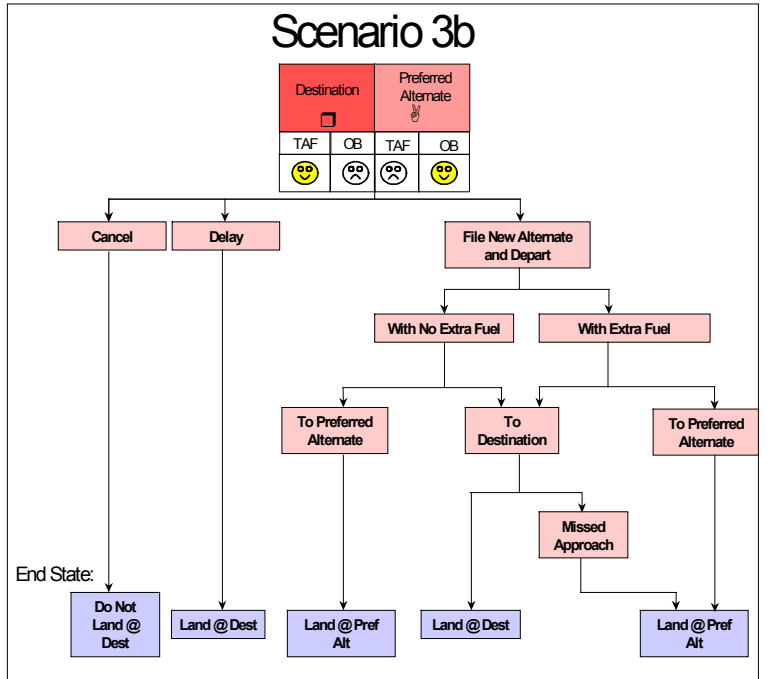 Scenario 3b
Destination
Preferred
Alternate
TAF OB TAF OB
Cancel
Delay
File New Alternate
and Depart
With No Extra Fuel
With Extra Fuel
To Preferred
Alternate
To
Destination
To Preferred
Alternate
Missed
Approach
End State:
Do Not
Land @
Dest
Land @ Dest
Land @ Pref
Alt
Land @ Dest
Land @ Pref
Alt